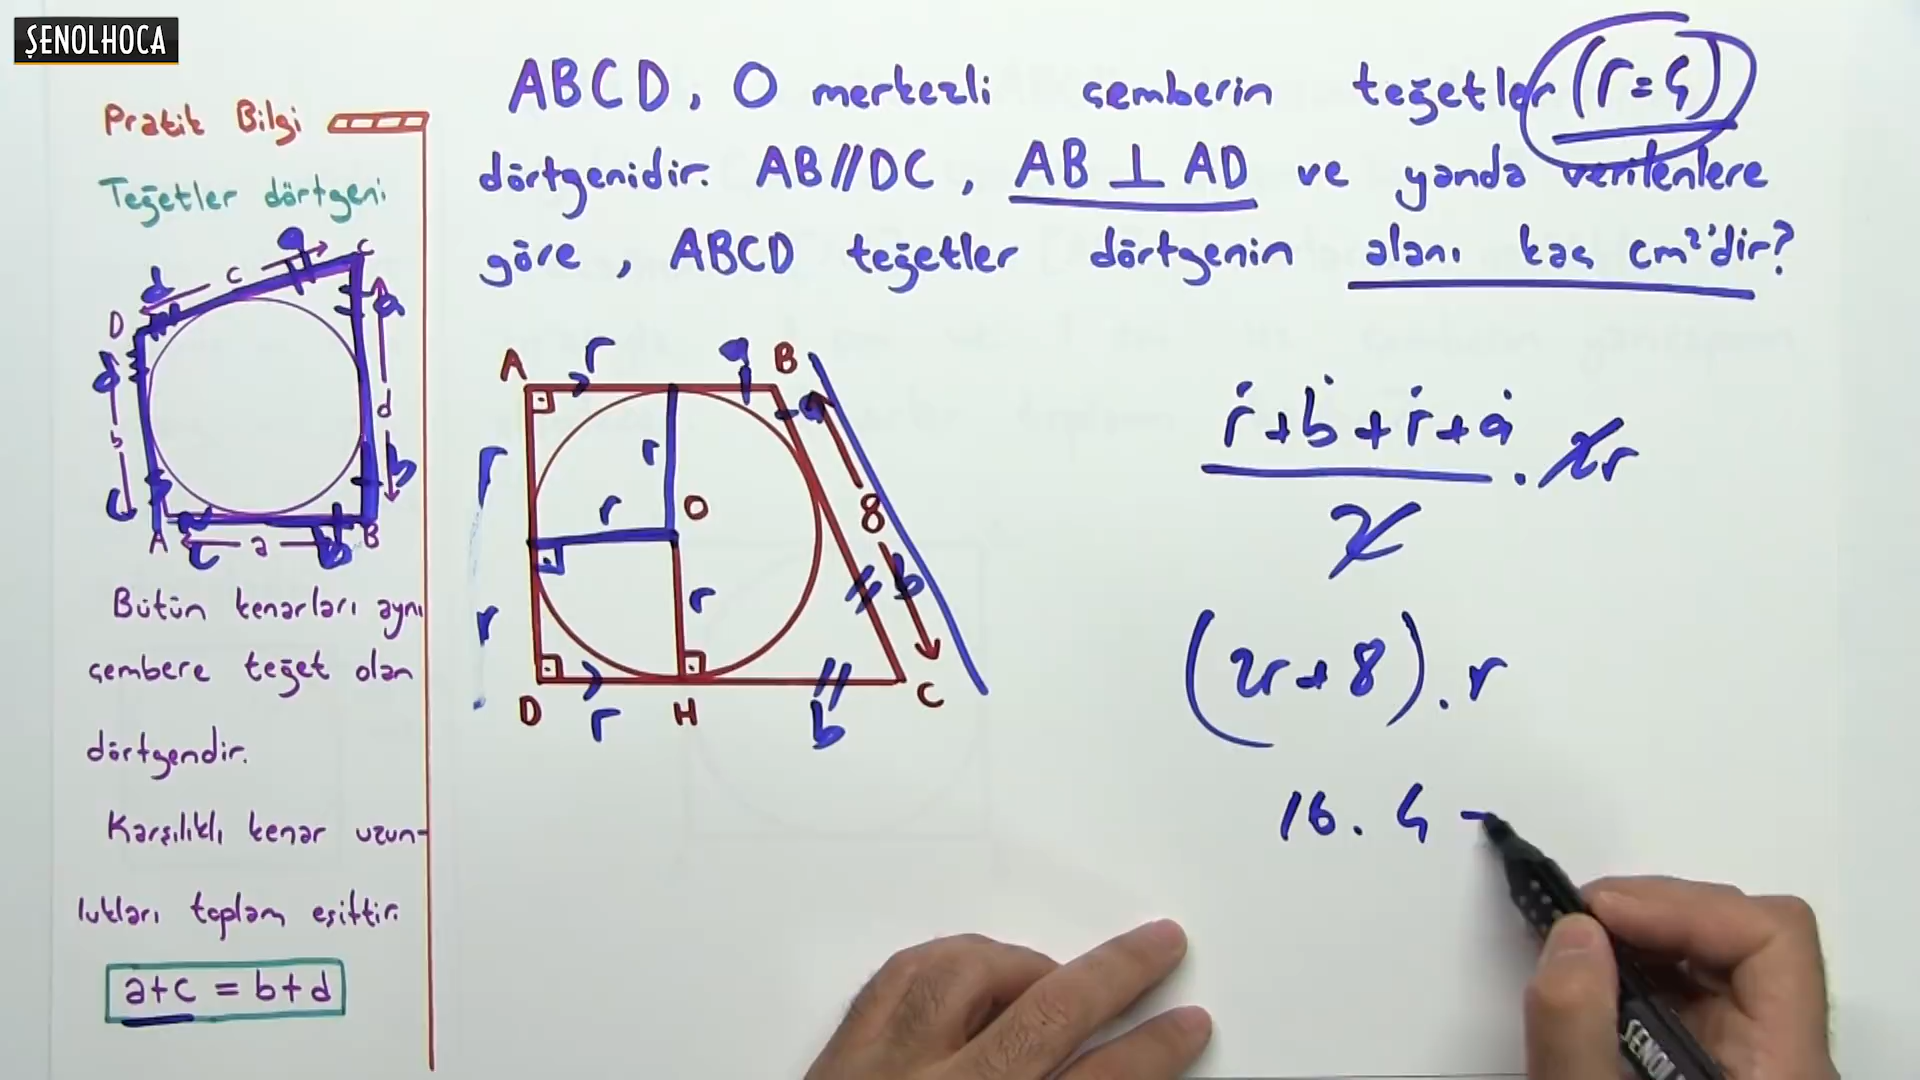 ŞENOLHOCA
ABCD, O merkezli çemberin teğetler (r=4)
dörtgenidir. AB//DC, AB ⊥ AD ve yanda verilenlere
göre, ABCD teğetler dörtgenin alanı kaç cm²'dir?
Pratik Bilgi
Teğetler dörtgeni
a
C
d
c
D
a
d
b
d
b
c
A
c
a
b
B
Bütün kenarları aynı
çembere teğet olan
dörtgendir.
Karşılıklı kenar uzun-
lukları toplam eşittir.
a+c = b+d
A
r
a
B
a
r
r
r
O
8
b
r
r
D
r
H
b
C
r+b+r+a
. 2r
2
(2r+8).r
16.4 =
ŞENOL